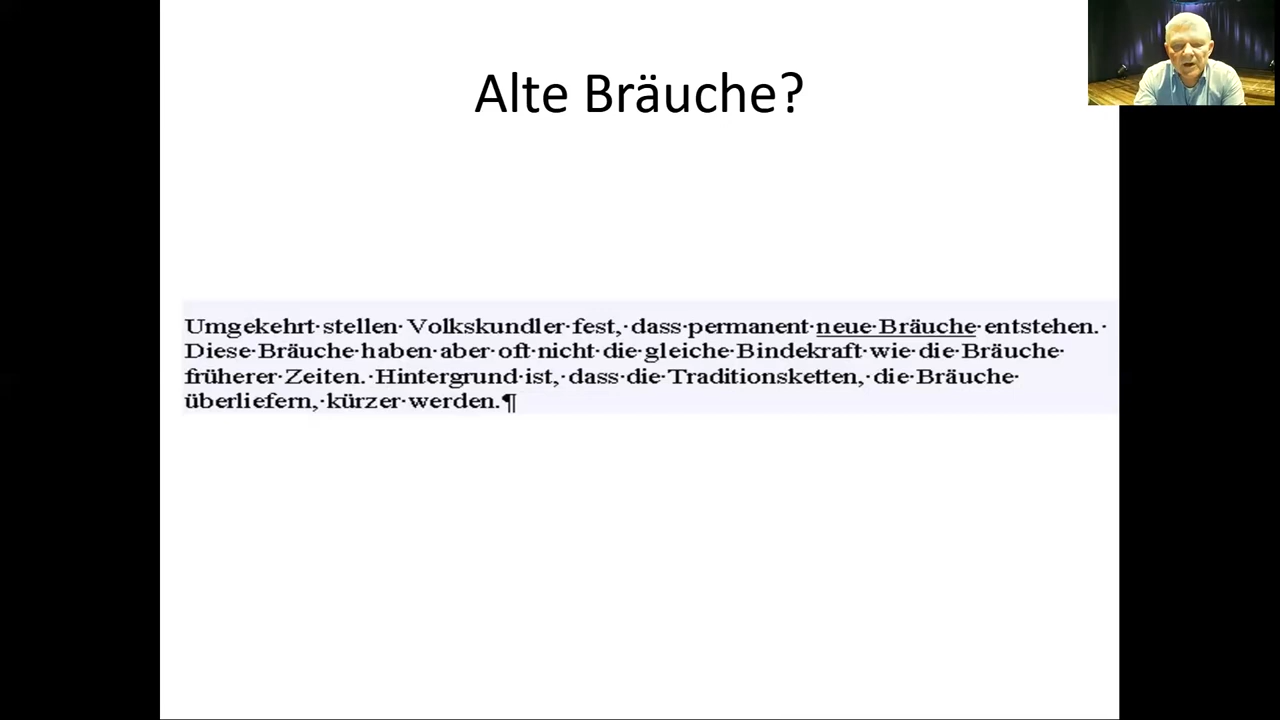 Alte Bräuche?
Umgekehrt·stellen·Volkskundler·fest,·dass·permanent·neue·Bräuche·entstehen.·
Diese·Bräuche·haben·aber·oft·nicht·die·gleiche·Bindekraft·wie·die·Bräuche·
früherer·Zeiten.·Hintergrund·ist,·dass·die·Traditionsketten,·die·Bräuche·
überliefern,·kürzer·werden.¶